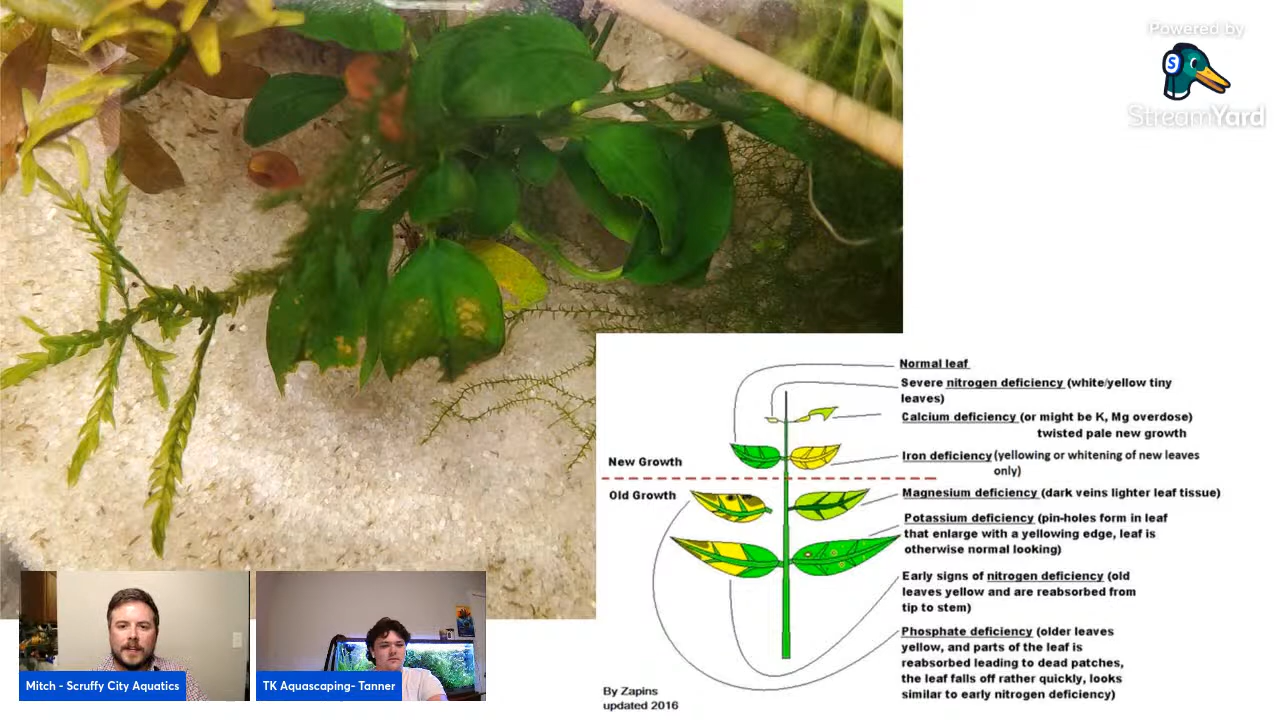 Powered by
S
StreamYard
Normal leaf
Severe nitrogen deficiency (white/yellow tiny
leaves)
Calcium deficiency (or might be K, Mg overdose)
twisted pale new growth
New Growth
Iron deficiency (yellowing or whitening of new leaves
only)
Old Growth
Magnesium deficiency (dark veins lighter leaf tissue)
Potassium deficiency (pin-holes form in leaf
that enlarge with a yellowing edge, leaf is
otherwise normal looking)
Early signs of nitrogen deficiency (old
leaves yellow and are reabsorbed from
tip to stem)
Phosphate deficiency (older leaves
yellow, and parts of the leaf is
reabsorbed leading to dead patches,
the leaf falls off rather quickly, looks
similar to early nitrogen deficiency)
By Zapins
updated 2016
Mitch - Scruffy City Aquatics
TK Aquascaping- Tanner